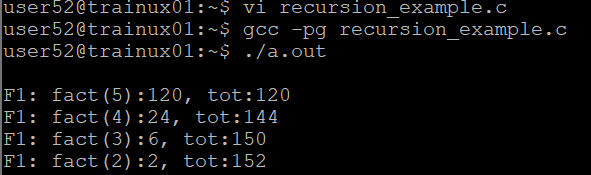 user52@trainux01:~$ vi recursion_example.c
user52@trainux01:~$ gcc -pg recursion_example.c
user52@trainux01:~$ ./a.out
F1: fact(5):120, tot:120
F1: fact(4):24, tot:144
F1: fact(3):6, tot:150
F1: fact(2):2, tot:152